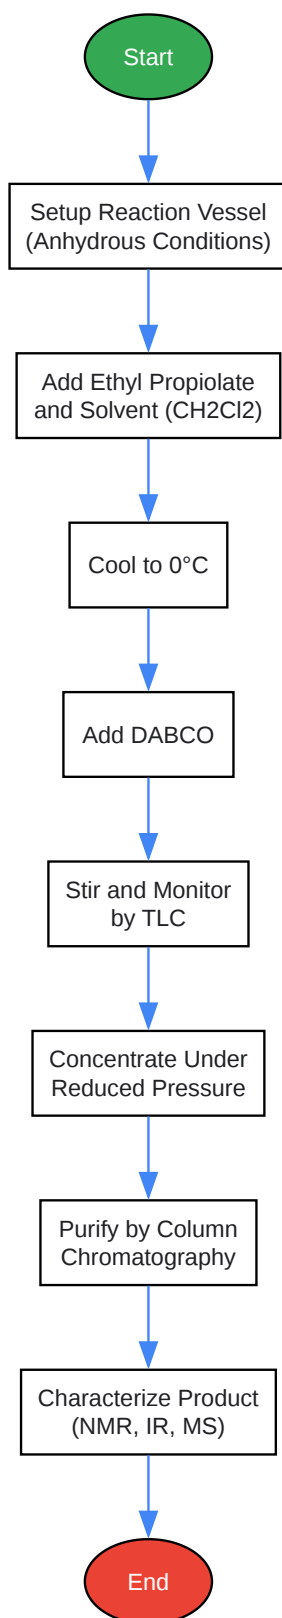 Start
Setup Reaction Vessel
(Anhydrous Conditions)
Add Ethyl Propiolate
and Solvent (CH2Cl2)
Cool to 0°C
Add DABCO
Stir and Monitor
by TLC
Concentrate Under
Reduced Pressure
Purify by Column
Chromatography
Characterize Product
(NMR, IR, MS)
End